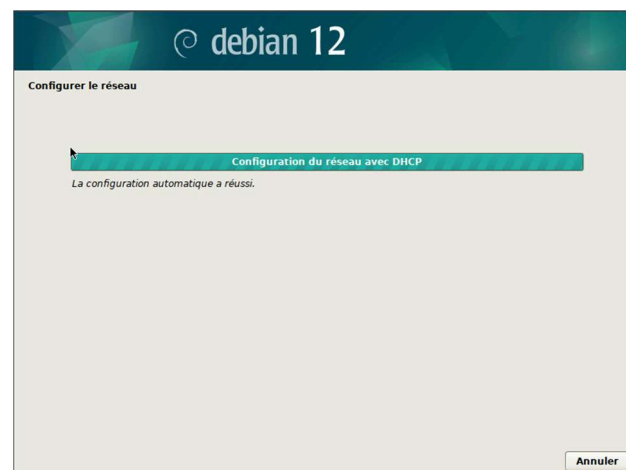 debian 12
Configurer le réseau
Configuration du réseau avec DHCP
La configuration automatique a réussi.
Annuler